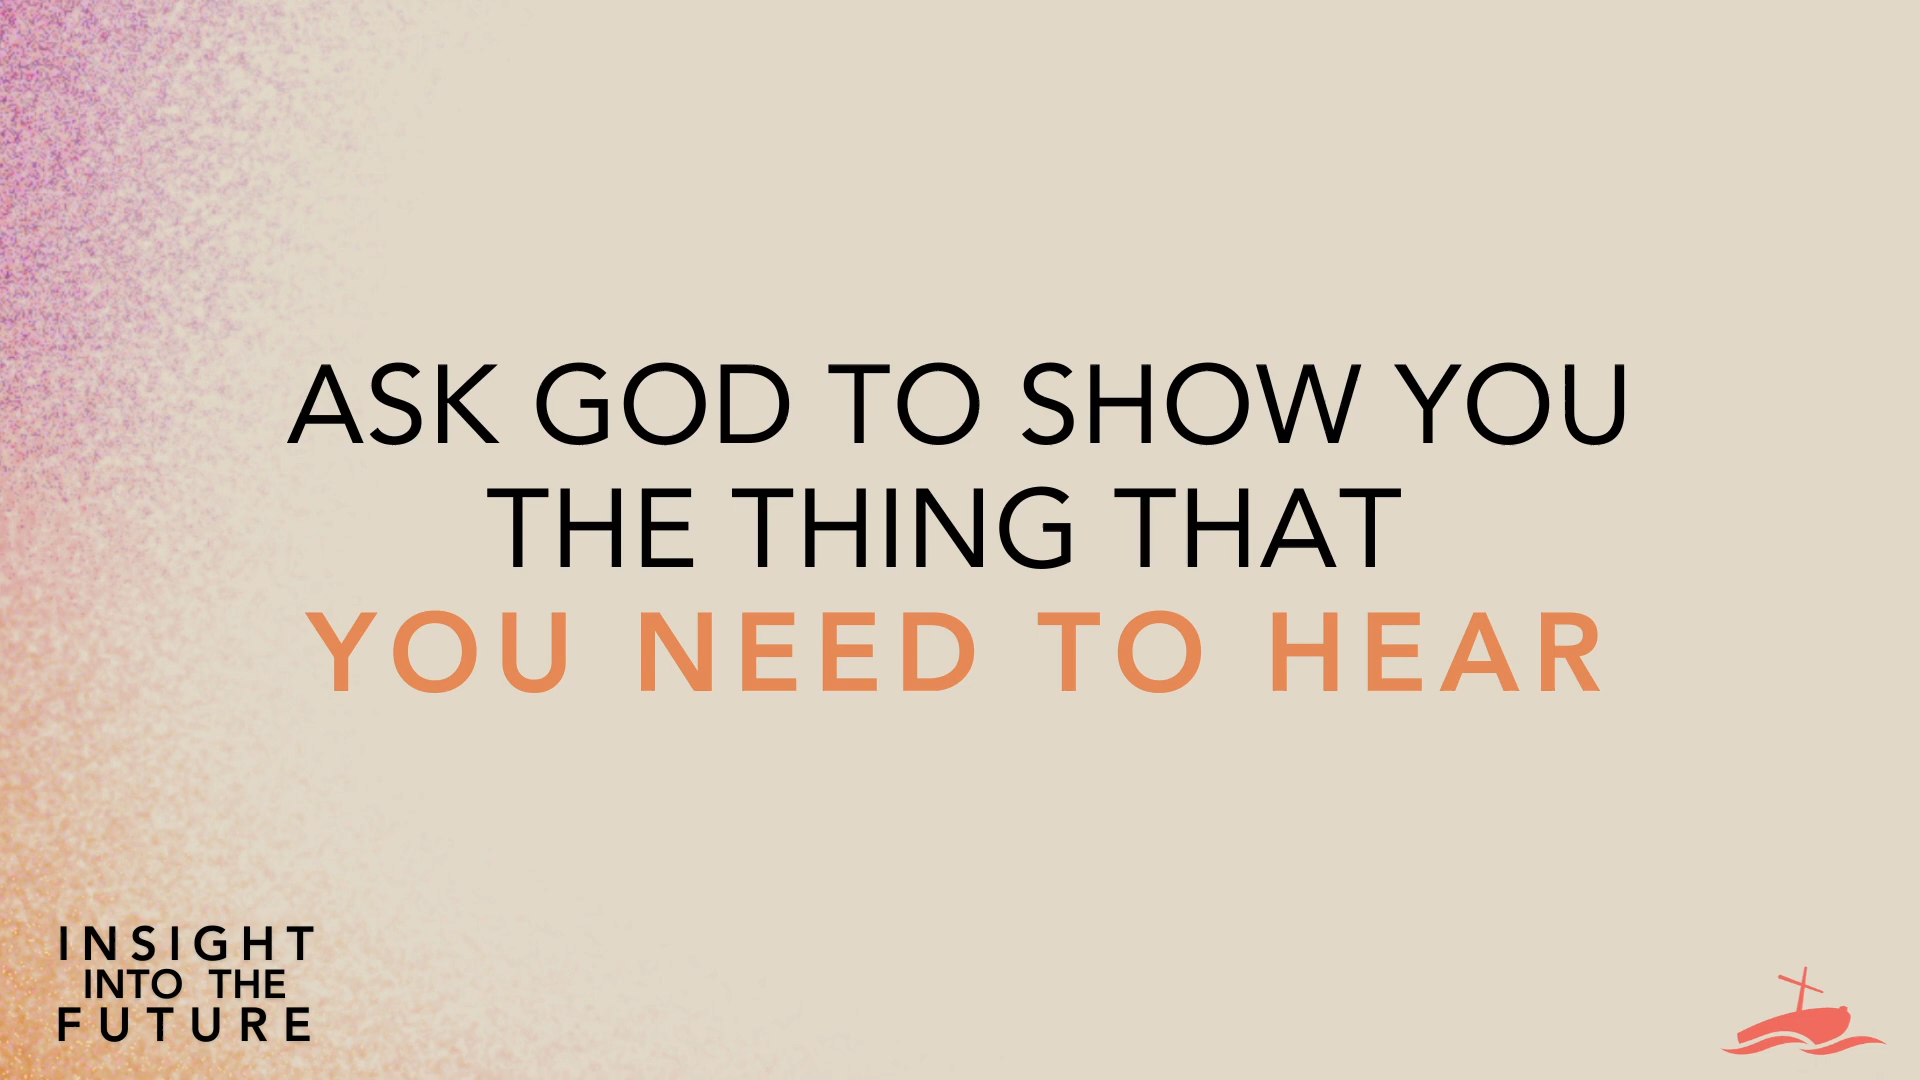 ASK GOD TO SHOW YOU
THE THING THAT
YOU NEED TO HEAR
INSIGHT
INTO THE
FUTURE